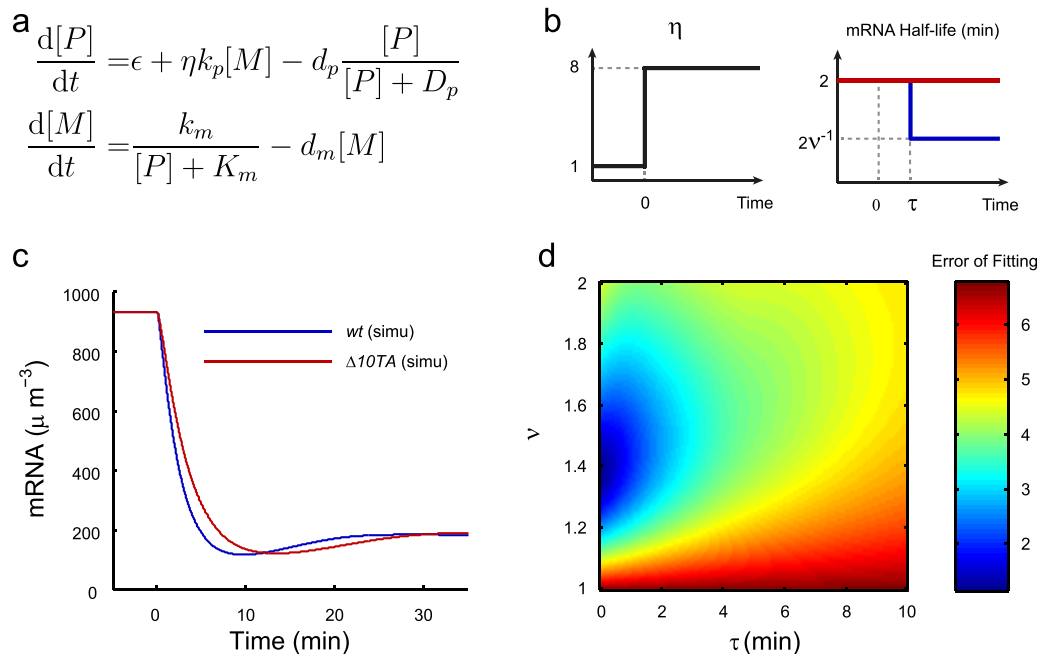 a
d[P]/dt = ϵ + ηk_p[M] − d_p [P]/([P] + D_p)
d[M]/dt = k_m/([P] + K_m) − d_m[M]
b
η
8
1
0
Time
mRNA Half-life (min)
2
2ν⁻¹
0
τ
Time
c
1000
800
600
400
200
0
mRNA (μ m⁻³)
wt (simu)
Δ10TA (simu)
0
10
20
30
Time (min)
d
Error of Fitting
2
1.8
1.6
1.4
1.2
1
ν
0
2
4
6
8
10
τ (min)
6
5
4
3
2